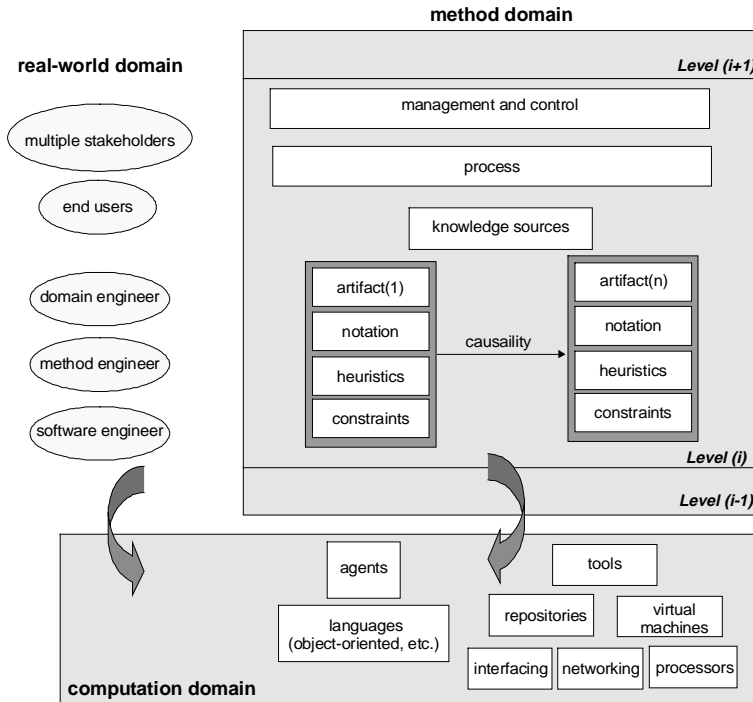 method domain
real-world domain
Level (i+1)
management and control
multiple stakeholders
process
end users
knowledge sources
artifact(1)
artifact(n)
domain engineer
notation
notation
causaility
method engineer
heuristics
heuristics
constraints
constraints
software engineer
Level (i)
Level (i-1)
agents
tools
languages
(object-oriented, etc.)
repositories
virtual
machines
interfacing
networking
processors
computation domain